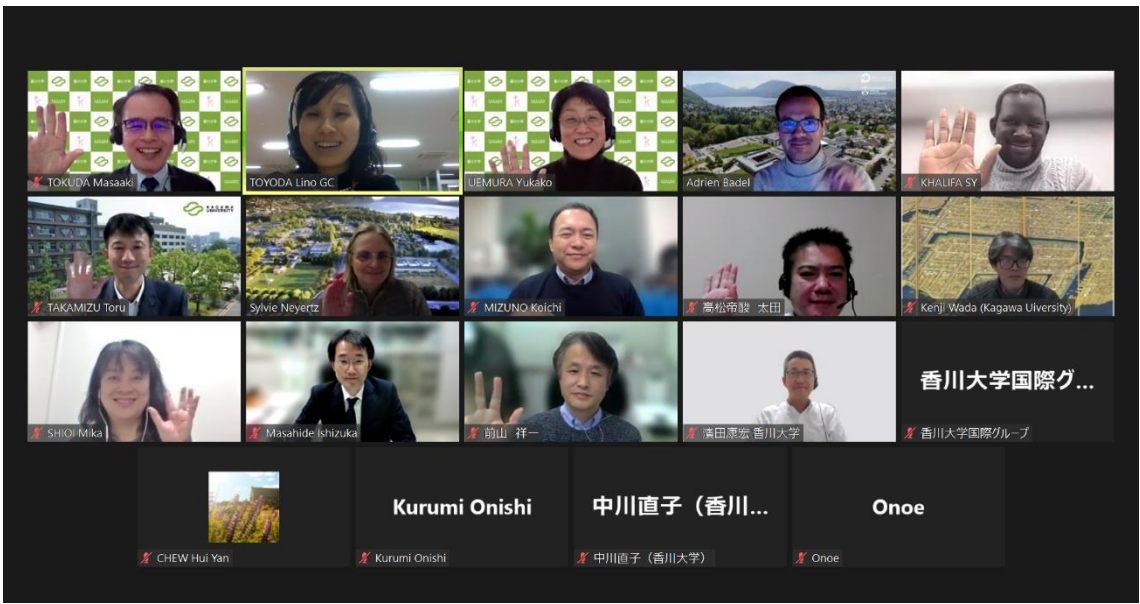 TOKUDA Masaaki
TOYODA Lino GC
UEMURA Yukako
Adrien Badel
KHALIFA SY
KAGAWA
UNIVERSITY
TAKAMIZU Toru
Sylvie Neyertz
MIZUNO Koichi
高松帝酸 太田
Kenji Wada (Kagawa Uiversity)
SHIOI Mika
Masahide Ishizuka
前山 祥一
濱田康宏 香川大学
香川大学国際グ...
香川大学国際グループ
CHEW Hui Yan
Kurumi Onishi
Kurumi Onishi
中川直子（香川...
中川直子（香川大学）
Onoe
Onoe